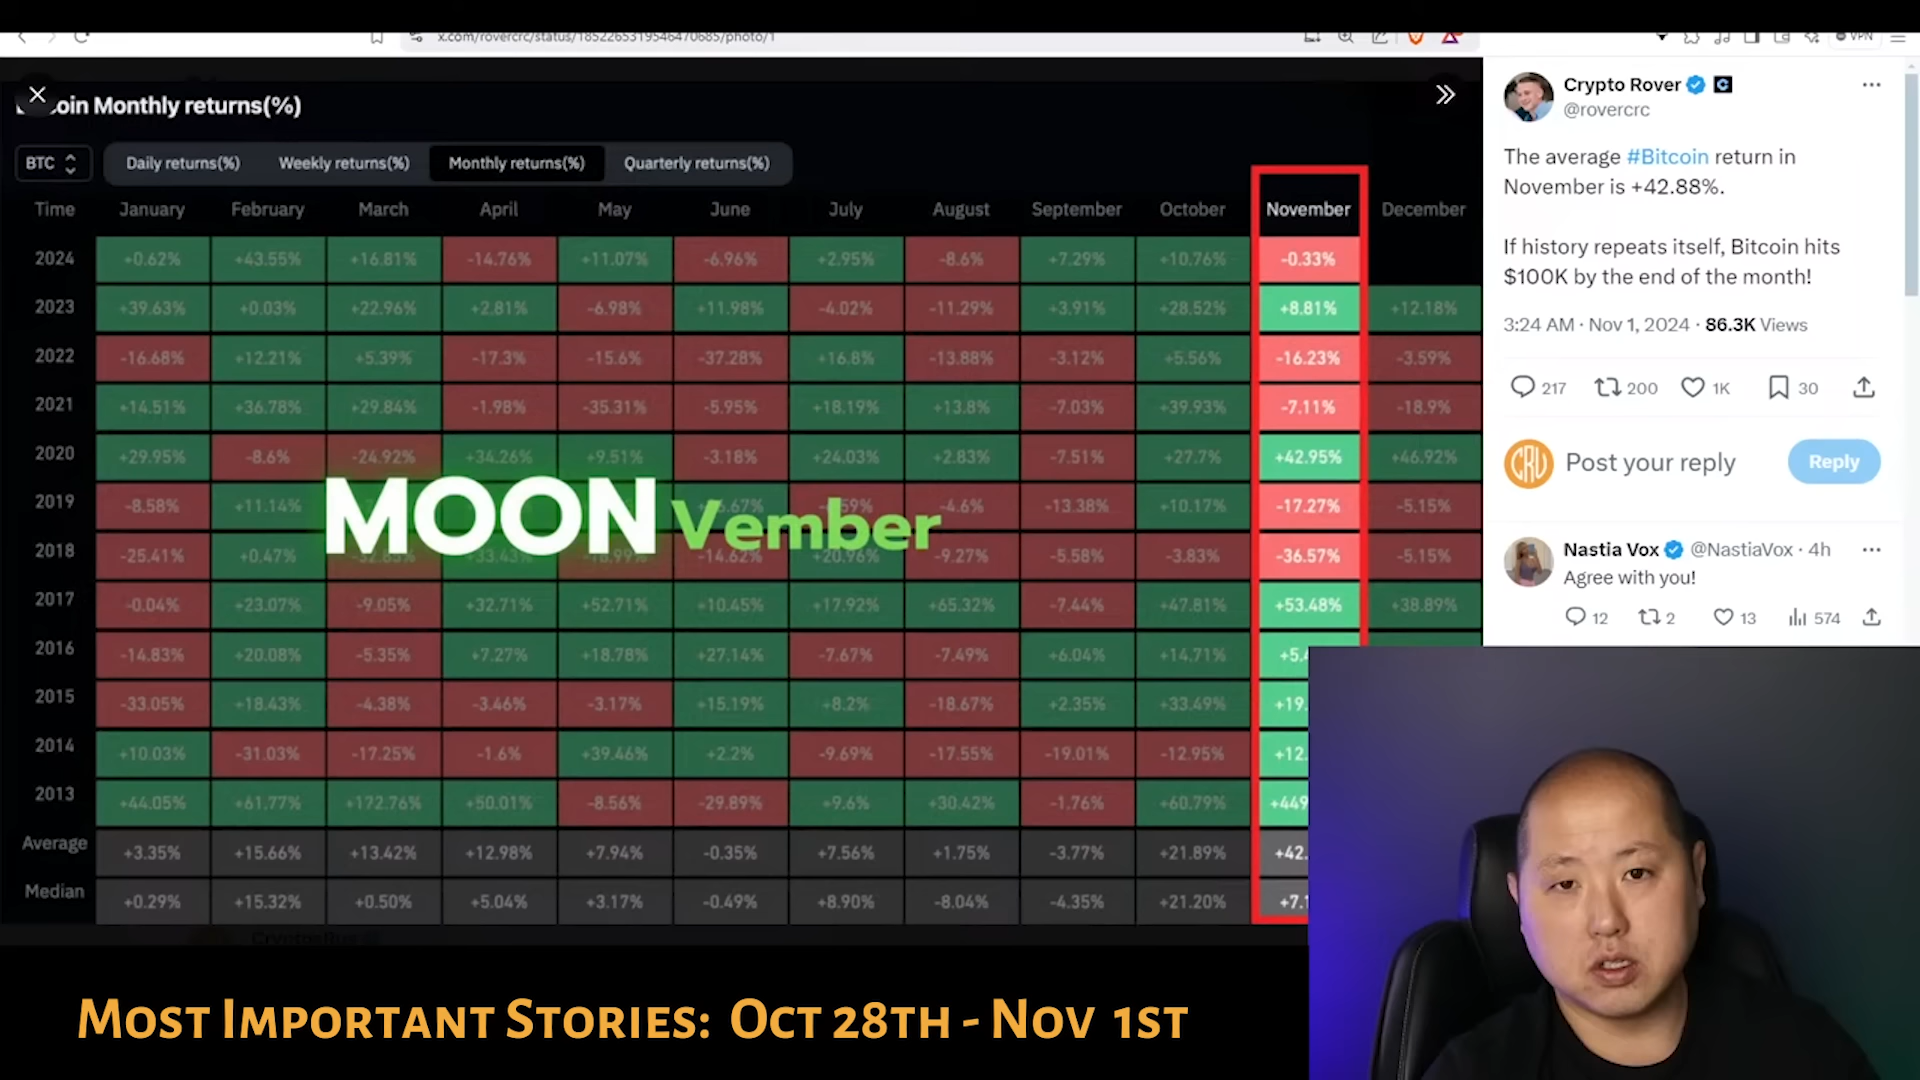 x.com/rovercrc/status/1852265319546470685/photo/1
VPN
coin Monthly returns(%)
BTC Daily returns(%) Weekly returns(%) Monthly returns(%) Quarterly returns(%)
Time January February March April May June July August September October November December
2024 +0.62% +43.55% +16.81% -14.76% +11.07% -6.96% +2.95% -8.6% +7.29% +10.76% -0.33%
2023 +39.63% +0.03% +22.96% +2.81% -6.98% +11.98% -4.02% -11.29% +3.91% +28.52% +8.81% +12.18%
2022 -16.68% +12.21% +5.39% -17.3% -15.6% -37.28% +16.8% -13.88% -3.12% +5.56% -16.23% -3.59%
2021 +14.51% +36.78% +29.84% -1.98% -35.31% -5.95% +18.19% +13.8% -7.03% +39.93% -7.11% -18.9%
2020 +29.95% -8.6% -24.92% +34.26% +9.51% -3.18% +24.03% +2.83% -7.51% +27.7% +42.95% +46.92%
2019 -8.58% +11.14% -4.6% -13.38% +10.17% -17.27% -5.15%
MOON Vember
2018 -25.41% +0.47% +33.43% -14.62% +20.96% -9.27% -5.58% -3.83% -36.57% -5.15%
2017 -0.04% +23.07% -9.05% +32.71% +52.71% +10.45% +17.92% +65.32% -7.44% +47.81% +53.48% +38.89%
2016 -14.83% +20.08% -5.35% +7.27% +18.78% +27.14% -7.67% -7.49% +6.04% +14.71% +5.4
2015 -33.05% +18.43% -4.38% -3.46% -3.17% +15.19% +8.2% -18.67% +2.35% +33.49% +19.
2014 +10.03% -31.03% -17.25% -1.6% +39.46% +2.2% -9.69% -17.55% -19.01% -12.95% +12.
2013 +44.05% +61.77% +172.76% +50.01% -8.56% -29.89% +9.6% +30.42% -1.76% +60.79% +449
Average +3.35% +15.66% +13.42% +12.98% +7.94% -0.35% +7.56% +1.75% -3.77% +21.89% +42.
Median +0.29% +15.32% +0.50% +5.04% +3.17% -0.49% +8.90% -8.04% -4.35% +21.20% +7.1
Crypto Rover
@rovercrc
The average #Bitcoin return in
November is +42.88%.
If history repeats itself, Bitcoin hits
$100K by the end of the month!
3:24 AM · Nov 1, 2024 · 86.3K Views
217 200 1K 30
CRU Post your reply Reply
Nastia Vox @NastiaVox · 4h
Agree with you!
12 2 13 574
Most Important Stories: Oct 28th - Nov 1st